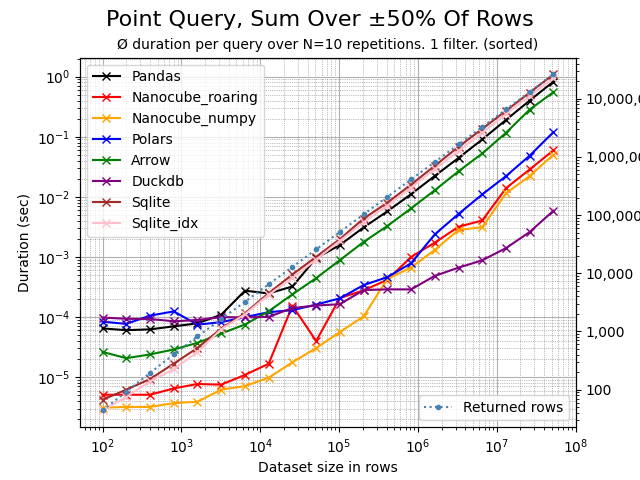 Point Query, Sum Over ±50% Of Rows
Ø duration per query over N=10 repetitions. 1 filter. (sorted)
Pandas
Nanocube_roaring
Nanocube_numpy
Polars
Arrow
Duckdb
Sqlite
Sqlite_idx
Returned rows
Duration (sec)
10⁰
10⁻¹
10⁻²
10⁻³
10⁻⁴
10⁻⁵
10,000,0
1,000,00
100,000
10,000
1,000
100
10²
10³
10⁴
10⁵
10⁶
10⁷
10⁸
Dataset size in rows